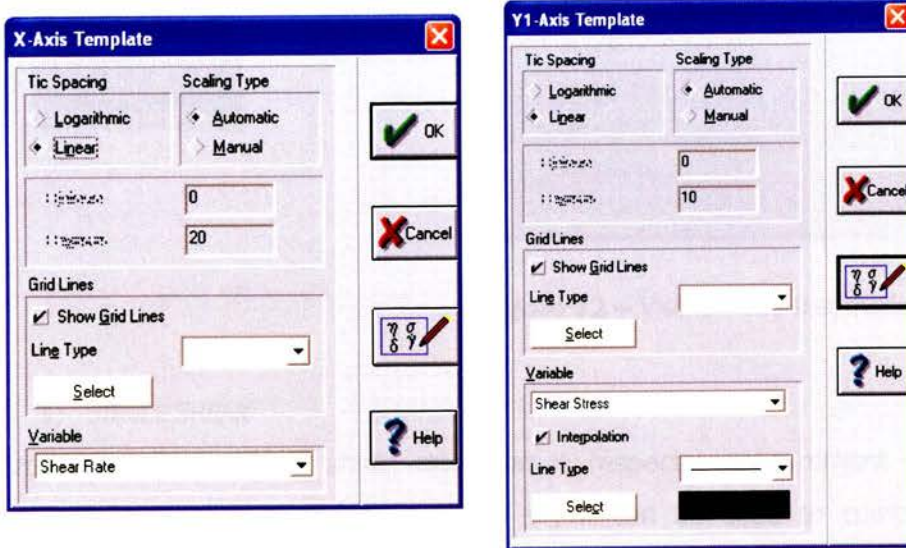 X-Axis Template
Tic Spacing
Scaling Type
Logarithmic
Automatic
Linear
Manual
OK
0
20
Cancel
Grid Lines
Show Grid Lines
Line Type
η σ
δ γ
Select
Help
Variable
Shear Rate
Y1-Axis Template
Tic Spacing
Scaling Type
Logarithmic
Automatic
Linear
Manual
OK
0
10
Cancel
Grid Lines
Show Grid Lines
Line Type
η σ
δ γ
Select
Help
Variable
Shear Stress
Interpolation
Line Type
Select